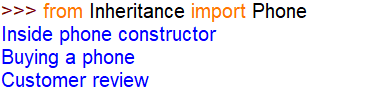 >>> from Inheritance import Phone
Inside phone constructor
Buying a phone
Customer review